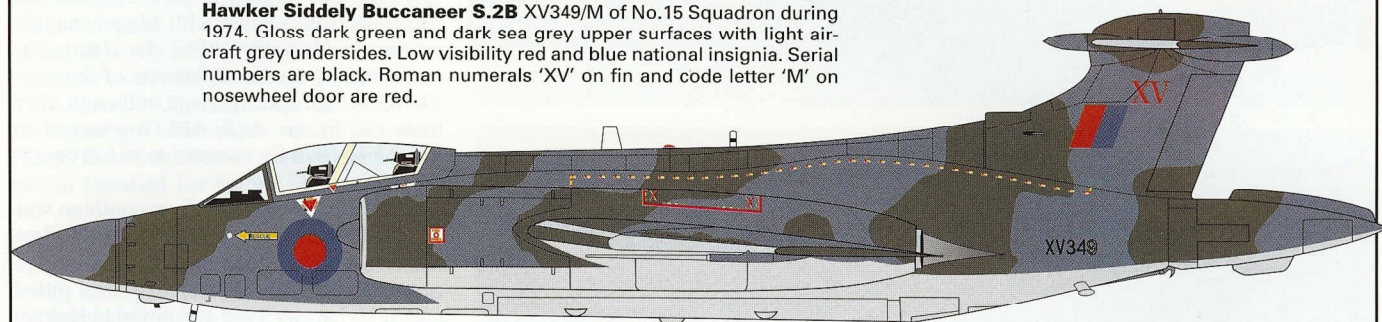 Hawker Siddely Buccaneer S.2B XV349/M of No.15 Squadron during
1974. Gloss dark green and dark sea grey upper surfaces with light air-
craft grey undersides. Low visibility red and blue national insignia. Serial
numbers are black. Roman numerals 'XV' on fin and code letter 'M' on
nosewheel door are red.
XV
RESCUE
XV349